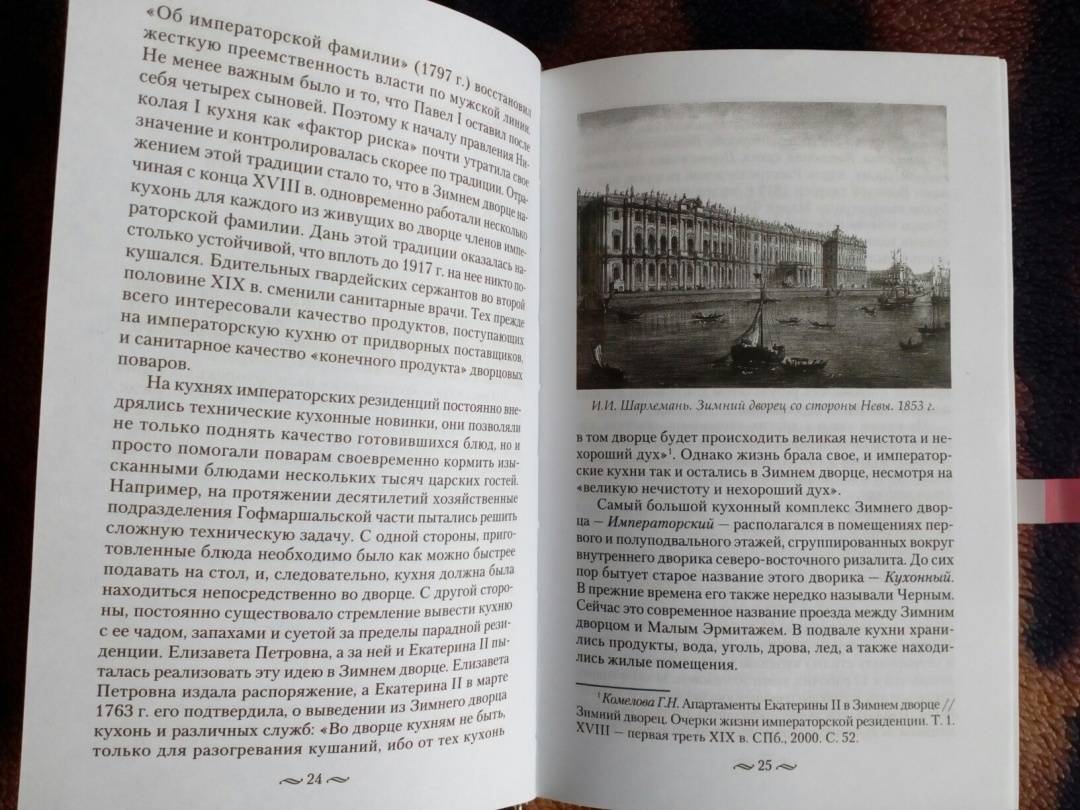 «Об императорской фамилии» (1797 г.) восстановил
жесткую преемственность власти по мужской линии.
Не менее важным было и то, что Павел I оставил после
себя четырех сыновей. Поэтому к началу правления Ни-
колая I кухня как «фактор риска» почти утратила свое
значение и контролировалась скорее по традиции. Отра-
жением этой традиции стало то, что в Зимнем дворце на-
чиная с конца XVIII в. одновременно работали несколько
кухонь для каждого из живущих во дворце членов импе-
раторской фамилии. Дань этой традиции оказалась на-
столько устойчивой, что вплоть до 1917 г. на нее никто по-
кушался. Бдительных гвардейских сержантов во второй
половине XIX в. сменили санитарные врачи. Тех прежде
всего интересовали качество продуктов, поступающих
на императорскую кухню от придворных поставщиков,
и санитарное качество «конечного продукта» дворцовых
поваров.
На кухнях императорских резиденций постоянно вне-
дрялись технические кухонные новинки, они позволяли
не только поднять качество готовившихся блюд, но и
просто помогали поварам своевременно кормить изы-
сканными блюдами нескольких тысяч царских гостей.
Например, на протяжении десятилетий хозяйственные
подразделения Гофмаршальской части пытались решить
сложную техническую задачу. С одной стороны, приго-
товленные блюда необходимо было как можно быстрее
подавать на стол, и, следовательно, кухня должна была
находиться непосредственно во дворце. С другой сторо-
ны, постоянно существовало стремление вывести кухню
с ее чадом, запахами и суетой за пределы парадной рези-
денции. Елизавета Петровна, а за ней и Екатерина II пы-
талась реализовать эту идею в Зимнем дворце. Елизавета
Петровна издала распоряжение, а Екатерина II в марте
1763 г. его подтвердила, о выведении из Зимнего дворца
кухонь и различных служб: «Во дворце кухням не быть,
только для разогревания кушаний, ибо от тех кухонь
24
И.И. Шарлемань. Зимний дворец со стороны Невы. 1853 г.
в том дворце будет происходить великая нечистота и не-
хороший дух»¹. Однако жизнь брала свое, и император-
ские кухни так и остались в Зимнем дворце, несмотря на
«великую нечистоту и нехороший дух».
Самый большой кухонный комплекс Зимнего двор-
ца – Императорский – располагался в помещениях пер-
вого и полуподвального этажей, сгруппированных вокруг
внутреннего дворика северо-восточного ризалита. До сих
пор бытует старое название этого дворика – Кухонный.
В прежние времена его также нередко называли Черным.
Сейчас это современное название проезда между Зимним
дворцом и Малым Эрмитажем. В подвале кухни храни-
лись продукты, вода, уголь, дрова, лед, а также находи-
лись жилые помещения.
¹ Комелова Г.Н. Апартаменты Екатерины II в Зимнем дворце //
Зимний дворец. Очерки жизни императорской резиденции. Т. 1.
XVIII – первая треть XIX в. СПб., 2000. С. 52.
25